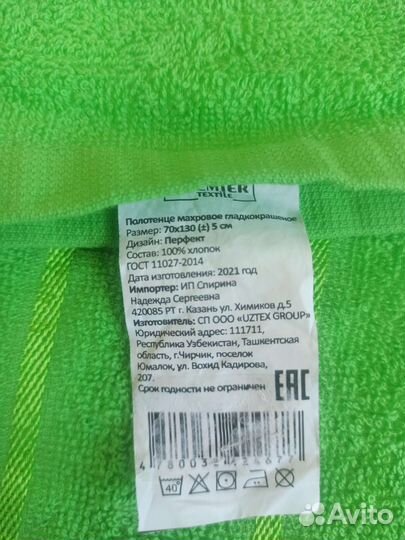 TEXTILE
Полотенце махровое гладкокрашеное
Размер: 70х130 (±) 5 см
Дизайн: Перфект
Состав: 100% хлопок
ГОСТ 11027-2014
Дата изготовления: 2021 год
Импортер: ИП Спирина
Надежда Сергеевна
420085 РТ г. Казань ул. Химиков д.5
Изготовитель: СП ООО «UZTEX GROUP»
Юридический адрес: 111711,
Республика Узбекистан, Ташкентская
область, г.Чирчик, поселок
Юмалок, ул. Вохид Кадирова,
207.
Срок годности не ограничен
EAC
40°
Avito